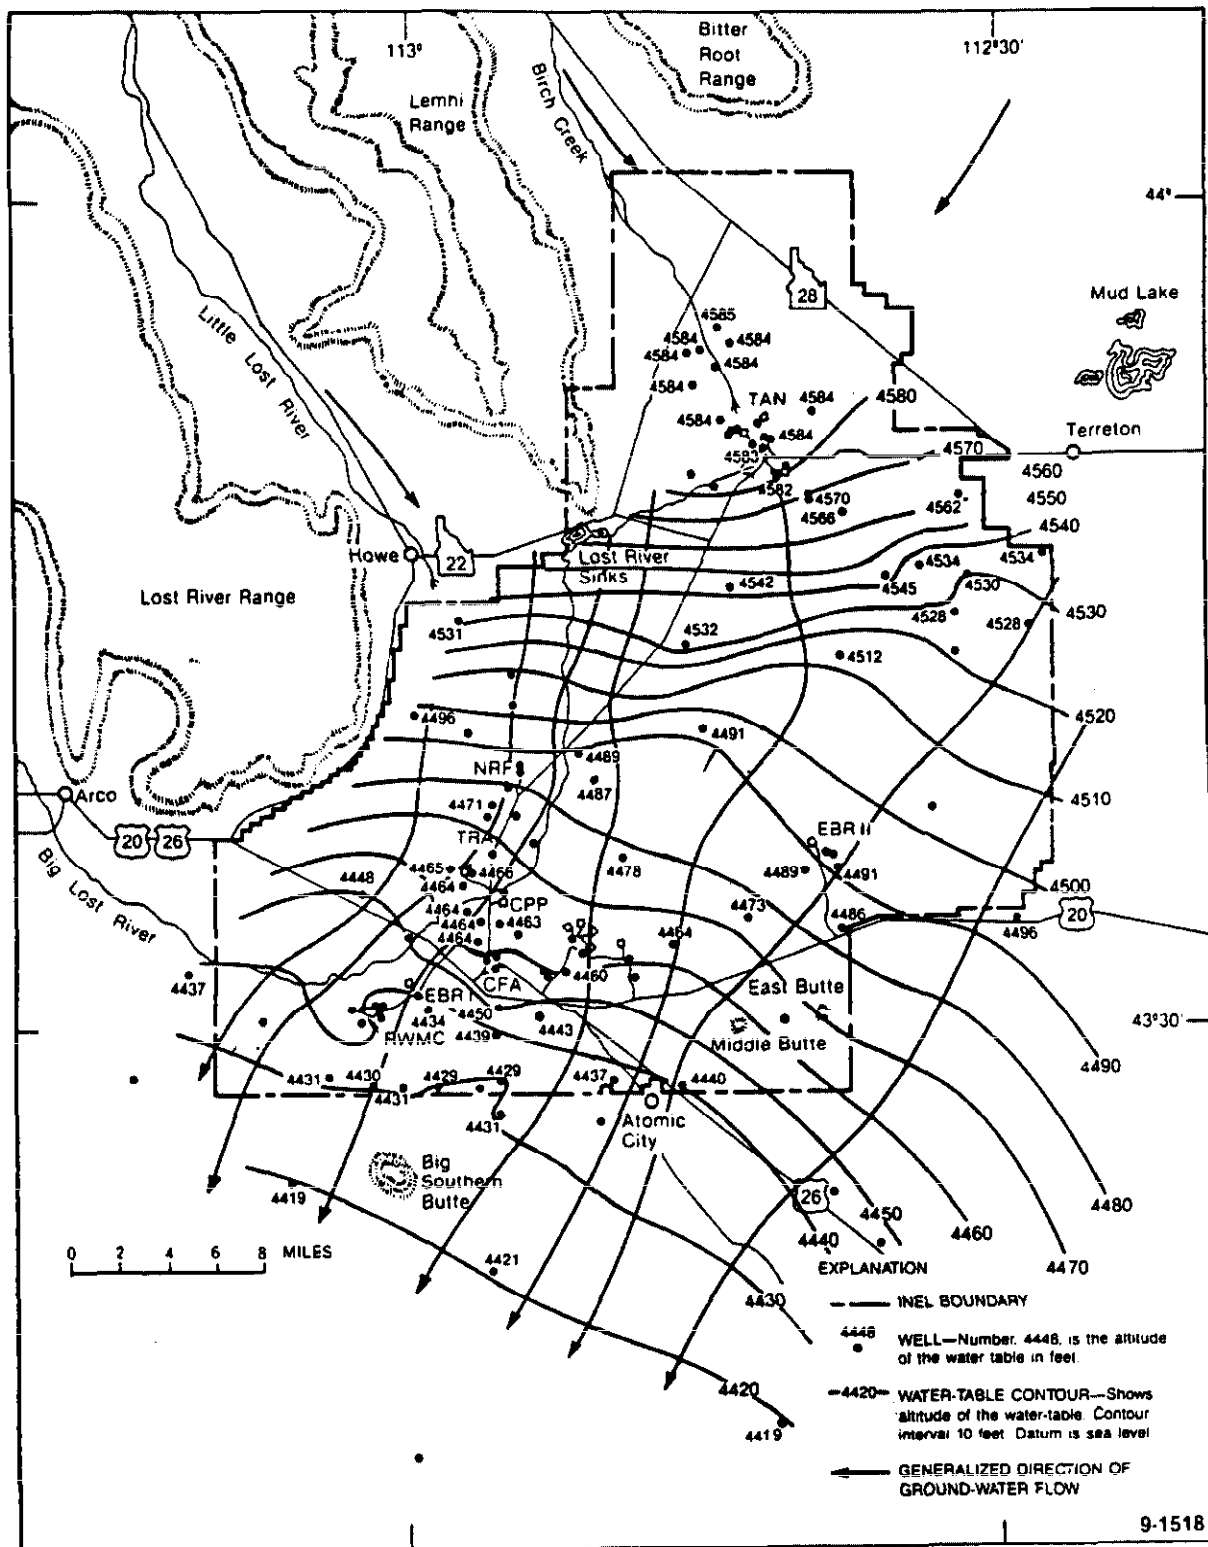 113°
112°30'
Bitter
Root
Range
Lemhi
Range
Birch Creek
44°
28
Mud Lake
Little Lost River
4585
4584
4584
4584
4584
4584
TAN
4584
4580
4584
4584
4583
4570
Terreton
4560
4582
4570
4562
4550
4566
4540
Howe
22
Lost River
Sinks
4534
4534
4542
4545
4530
Lost River Range
4530
4528
4528
4531
4532
4512
4520
4496
4491
4489
NRF
4487
4510
Arco
20
26
4471
TRA
EBR II
Big Lost River
4465
4466
4478
4489
4491
4448
4464
4500
CPP
4473
4486
20
4464
4463
4464
4496
4464
4464
4460
4437
CFA
East Butte
EBR I
4450
4434
4443
43°30'
RWMC
4439
Middle Butte
4490
4431
4430
4429
4429
4437
4440
4431
4431
Atomic
City
Big
Southern
Butte
4419
26
4480
4450
4460
4440
0 2 4 6 8 MILES
4421
4470
4430
EXPLANATION
INEL BOUNDARY
4448
WELL—Number, 4448, is the altitude
of the water table in feet
4420
4420
WATER-TABLE CONTOUR—Shows
altitude of the water-table. Contour
interval 10 feet. Datum is sea level
4419
GENERALIZED DIRECTION OF
GROUND-WATER FLOW
9-1518